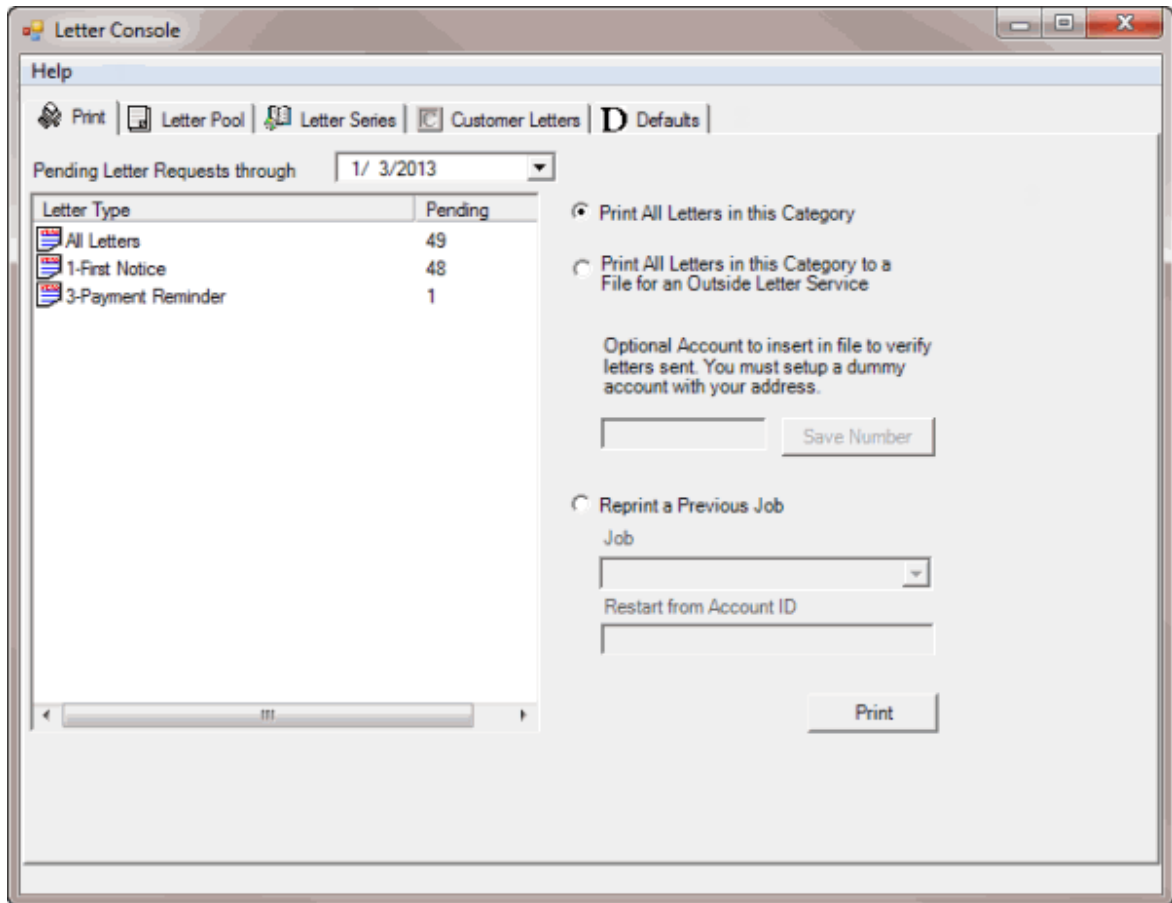 Letter Console
Help
Print
Letter Pool
Letter Series
C
Customer Letters
D
Defaults
Pending Letter Requests through
1/ 3/2013
Letter Type
Pending
All Letters
49
1-First Notice
48
3-Payment Reminder
1
Print All Letters in this Category
Print All Letters in this Category to a
File for an Outside Letter Service
Optional Account to insert in file to verify
letters sent. You must setup a dummy
account with your address.
Save Number
Reprint a Previous Job
Job
Restart from Account ID
Print